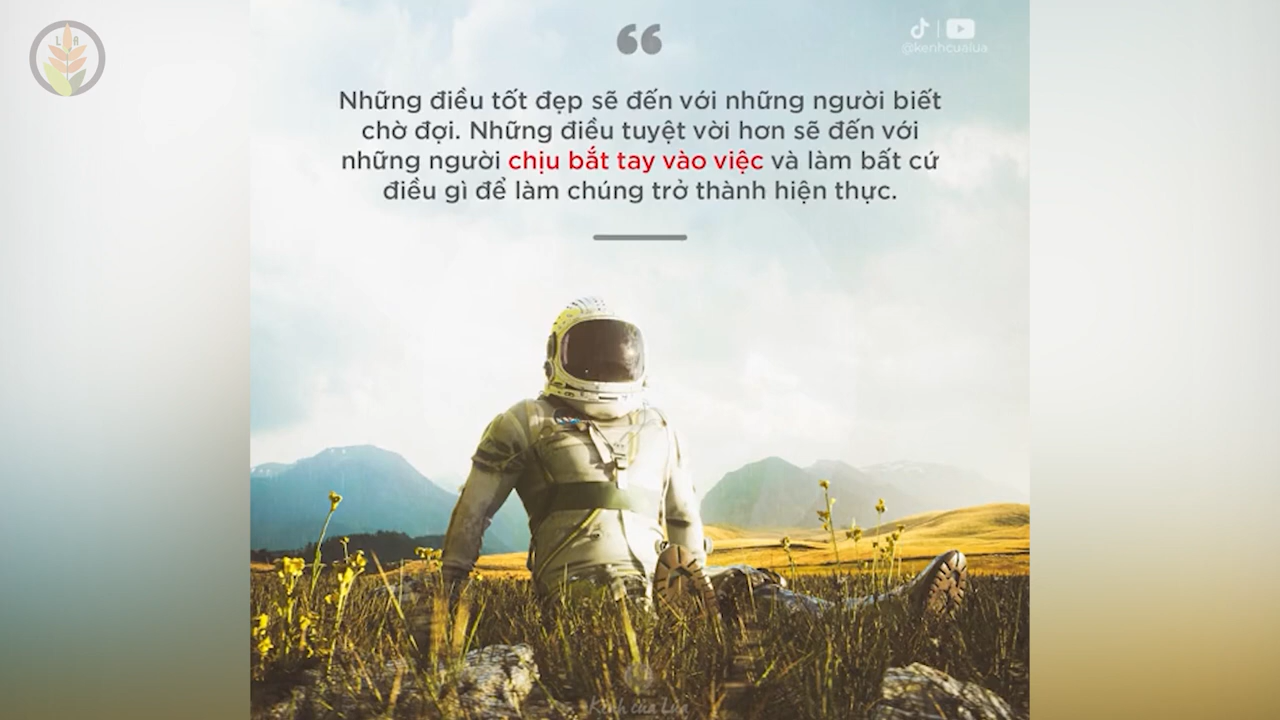 L A
@kenhcualua
Những điều tốt đẹp sẽ đến với những người biết
chờ đợi. Những điều tuyệt vời hơn sẽ đến với
những người chịu bắt tay vào việc và làm bất cứ
điều gì để làm chúng trở thành hiện thực.
Kênh của Lúa